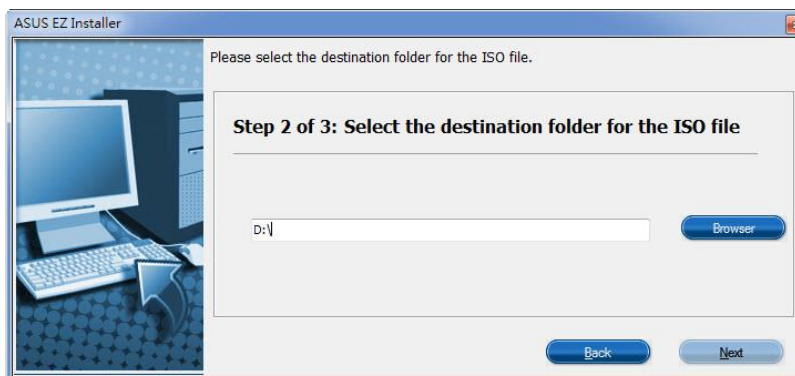 ASUS EZ Installer
Please select the destination folder for the ISO file.
Step 2 of 3: Select the destination folder for the ISO file
D:\
Browser
Back
Next